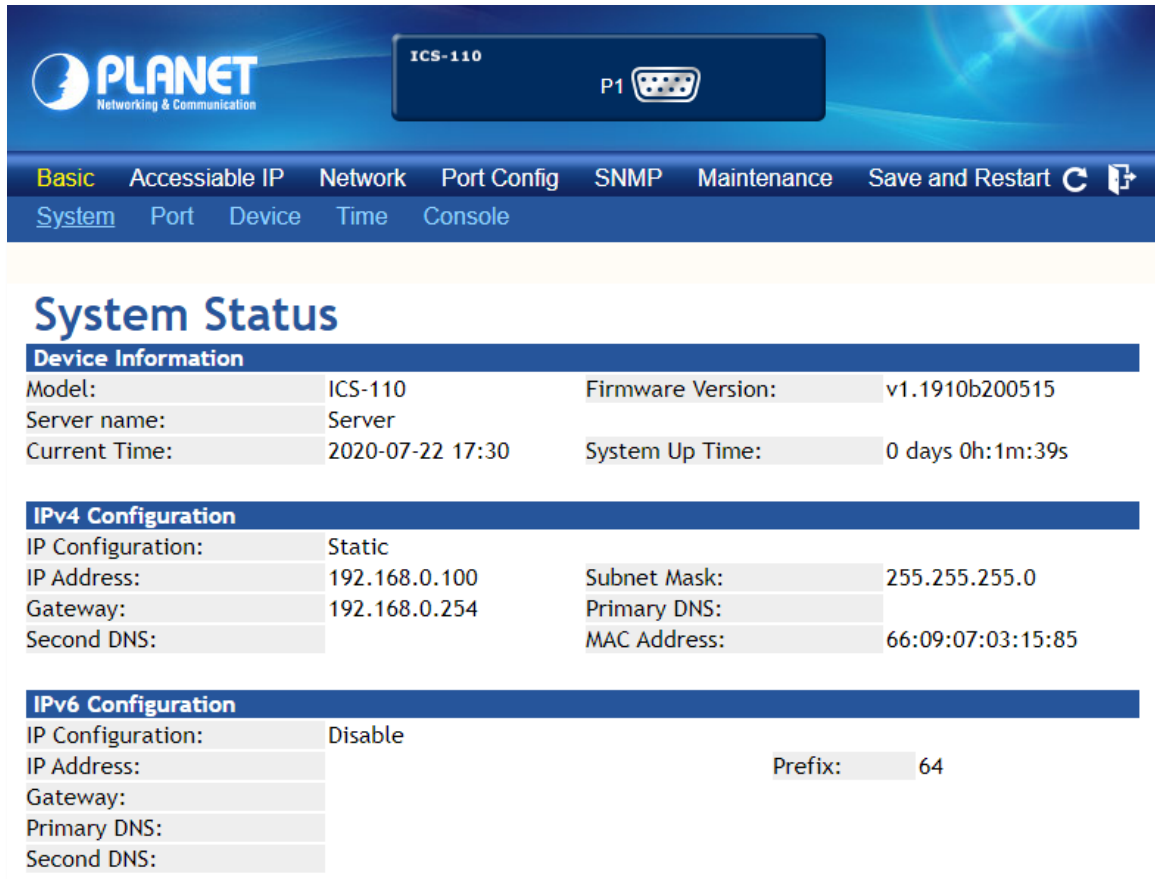 PLANET
Networking & Communication
ICS-110
P1
Basic Accessiable IP Network Port Config SNMP Maintenance Save and Restart
System Port Device Time Console
System Status
Device Information
Model: ICS-110 Firmware Version: v1.1910b200515
Server name: Server
Current Time: 2020-07-22 17:30 System Up Time: 0 days 0h:1m:39s
IPv4 Configuration
IP Configuration: Static
IP Address: 192.168.0.100 Subnet Mask: 255.255.255.0
Gateway: 192.168.0.254 Primary DNS:
Second DNS: MAC Address: 66:09:07:03:15:85
IPv6 Configuration
IP Configuration: Disable
IP Address: Prefix: 64
Gateway:
Primary DNS:
Second DNS: